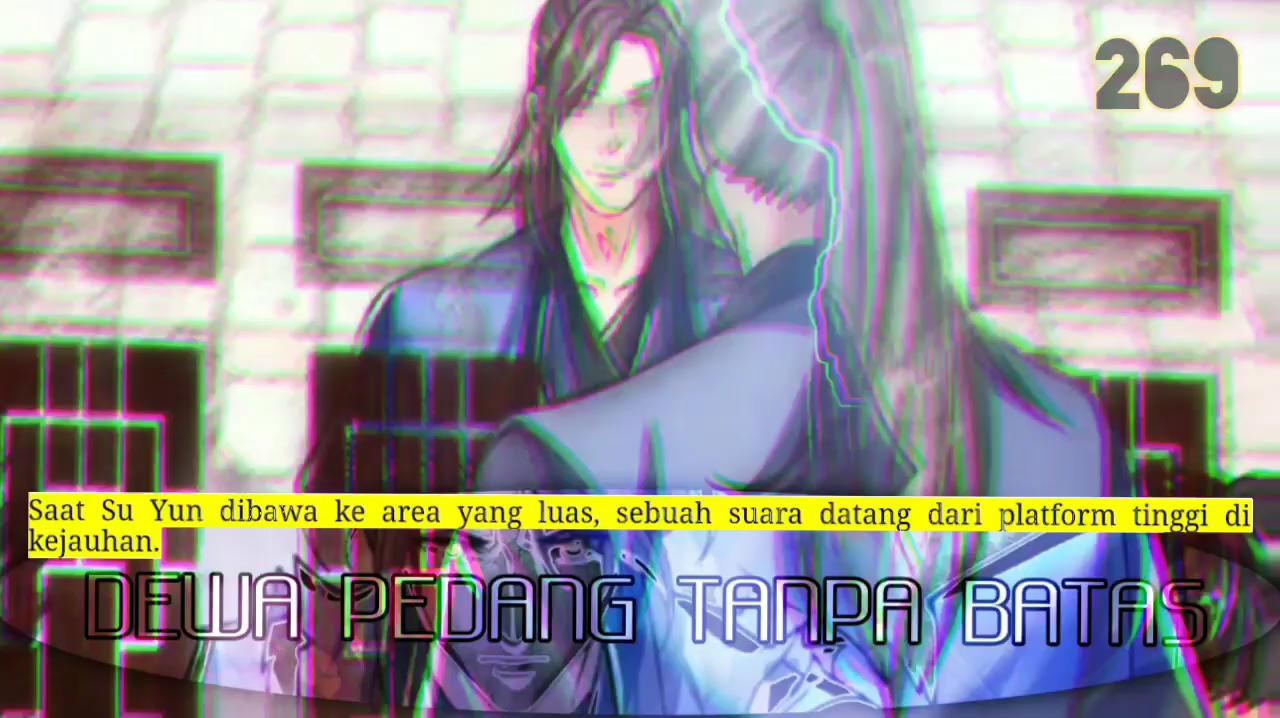 269
Saat Su Yun dibawa ke area yang luas, sebuah suara datang dari platform tinggi di
kejauhan.
DEWA PEDANG TANPA BATAS